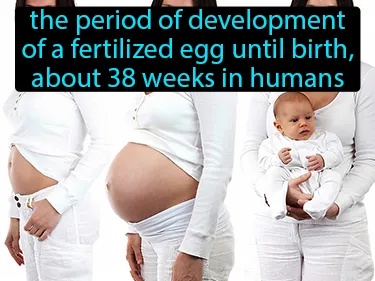 the period of development
of a fertilized egg until birth,
about 38 weeks in humans